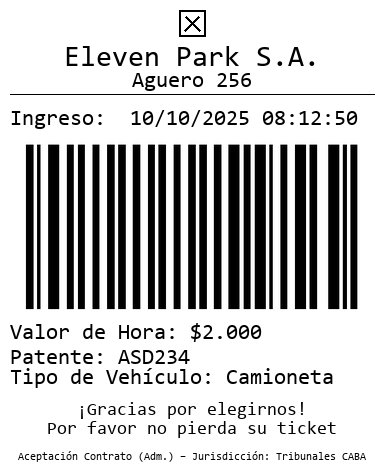 Eleven Park S.A.
Aguero 256
Ingreso: 10/10/2025 08:12:50
Valor de Hora: $2.000
Patente: ASD234
Tipo de Vehículo: Camioneta
¡Gracias por elegirnos!
Por favor no pierda su ticket
Aceptación Contrato (Adm.) – Jurisdicción: Tribunales CABA